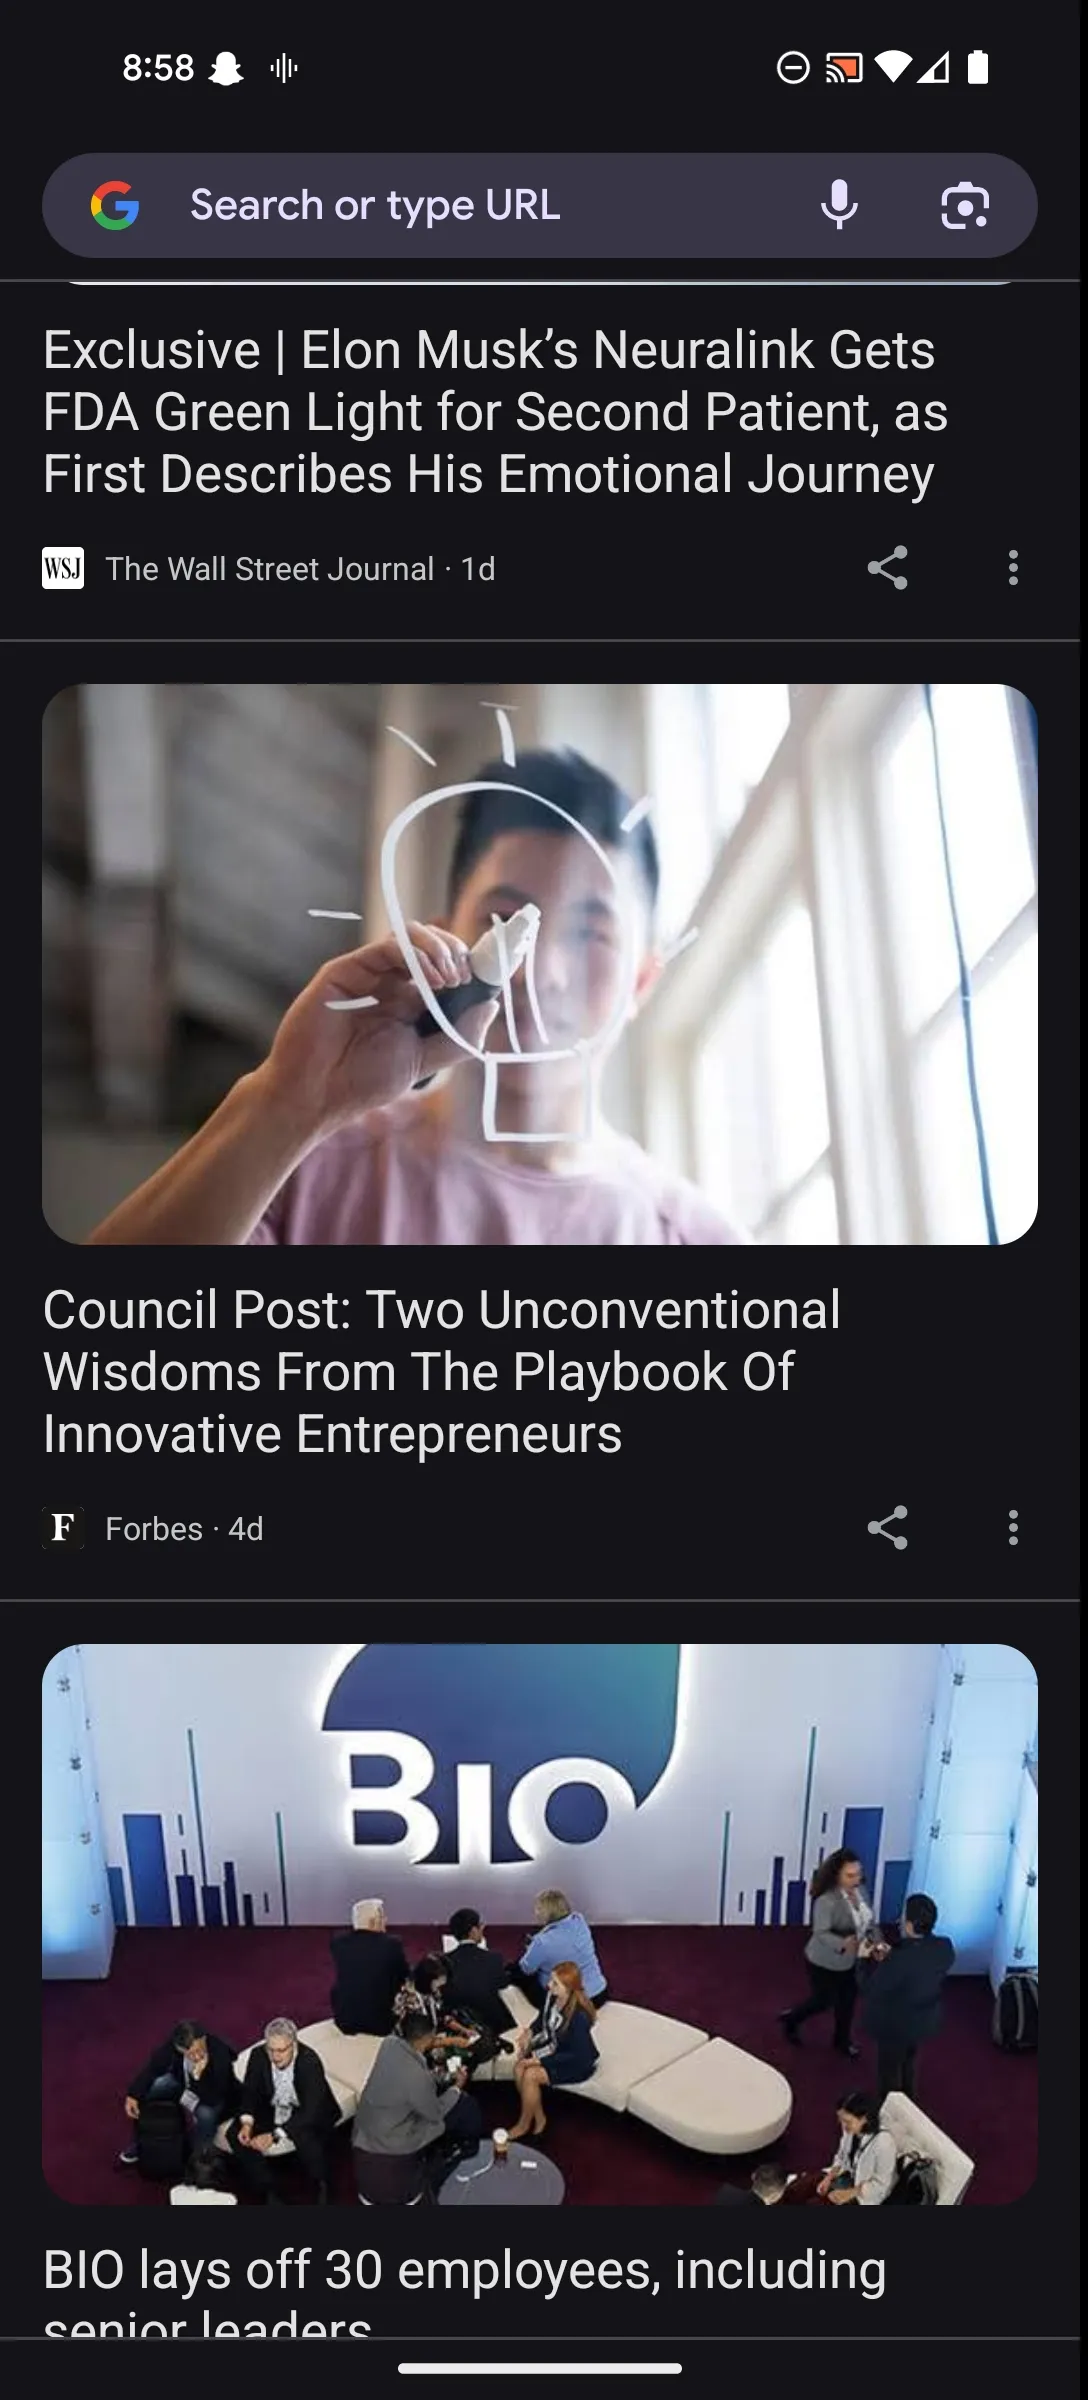 8:58
Search or type URL
Exclusive | Elon Musk’s Neuralink Gets
FDA Green Light for Second Patient, as
First Describes His Emotional Journey
WSJ The Wall Street Journal · 1d
Council Post: Two Unconventional
Wisdoms From The Playbook Of
Innovative Entrepreneurs
F Forbes · 4d
BIO
BIO lays off 30 employees, including
senior leaders